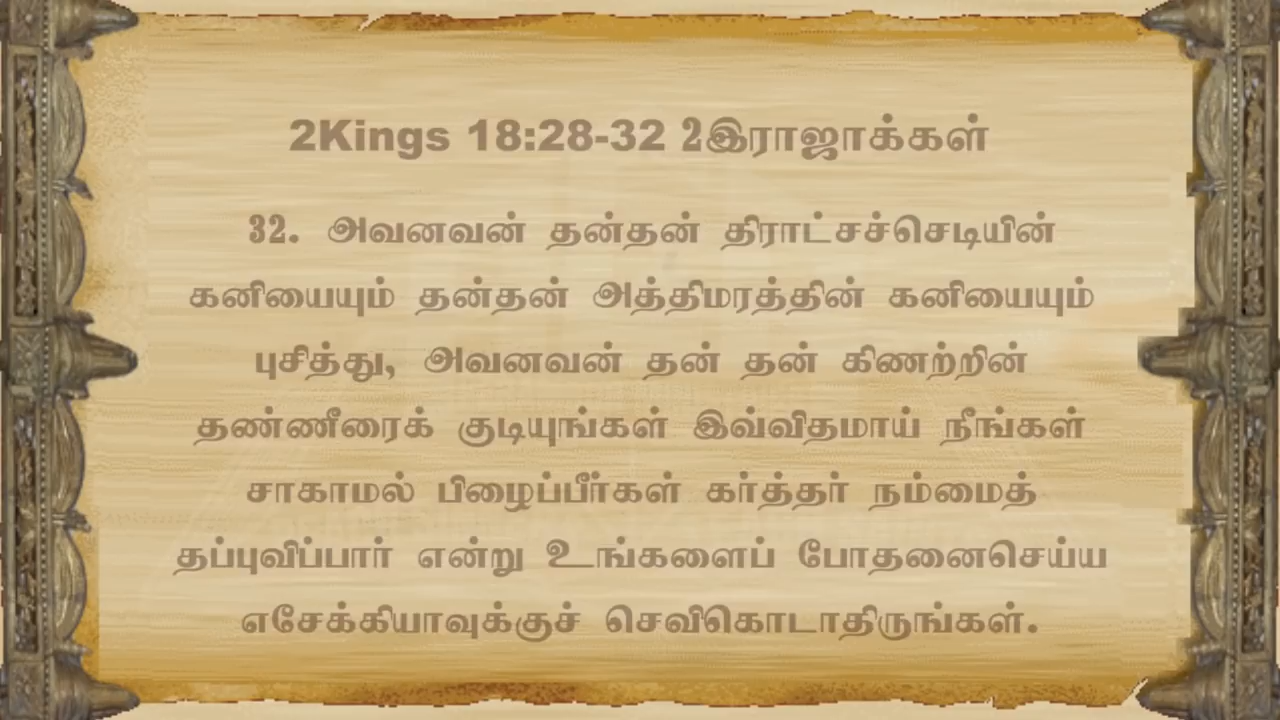 2Kings 18:28-32 2இராஜாக்கள்
32. அவனவன் தன்தன் திராட்சச்செடியின்
கனியையும் தன்தன் அத்திமரத்தின் கனியையும்
புசித்து, அவனவன் தன் தன் கிணற்றின்
தண்ணீரைக் குடியுங்கள் இவ்விதமாய் நீங்கள்
சாகாமல் பிழைப்பீர்கள் கர்த்தர் நம்மைத்
தப்புவிப்பார் என்று உங்களைப் போதனைசெய்ய
எசேக்கியாவுக்குச் செவிகொடாதிருங்கள்.